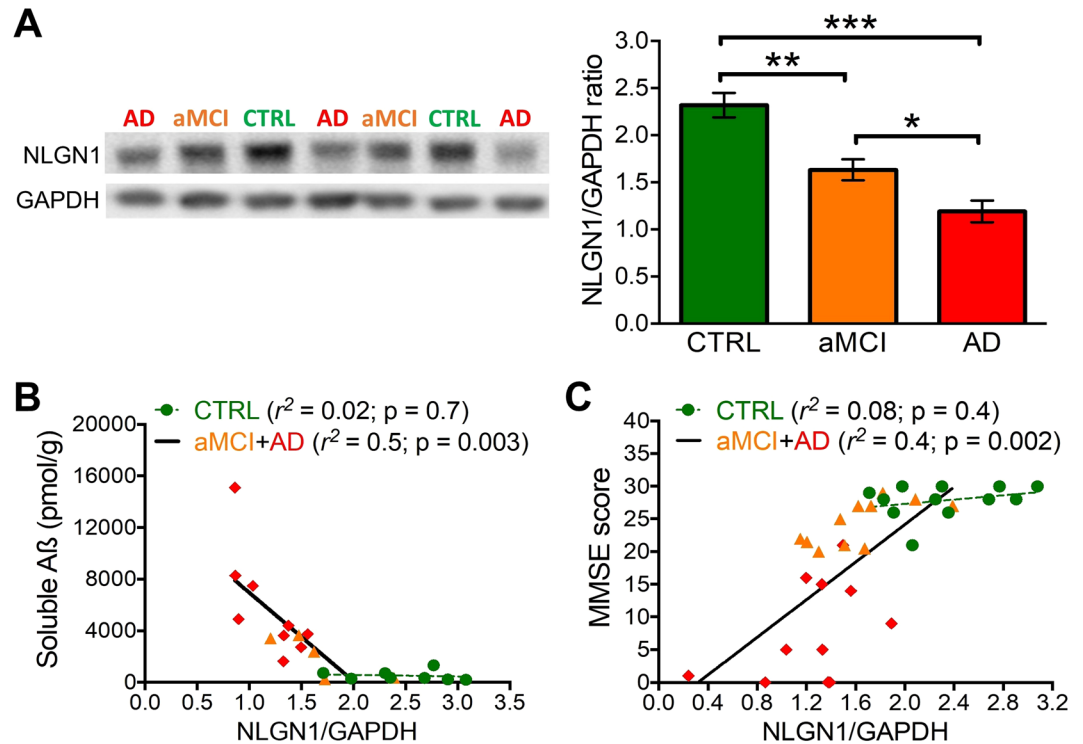 A
AD aMCI CTRL AD aMCI CTRL AD
NLGN1
GAPDH
NLGN1/GAPDH ratio
3.0
2.5
2.0
1.5
1.0
0.5
0.0
***
**
*
CTRL aMCI AD
B
CTRL (r² = 0.02; p = 0.7)
aMCI+AD (r² = 0.5; p = 0.003)
Soluble Aß (pmol/g)
20000
16000
12000
8000
4000
0
0.0 0.5 1.0 1.5 2.0 2.5 3.0 3.5
NLGN1/GAPDH
C
CTRL (r² = 0.08; p = 0.4)
aMCI+AD (r² = 0.4; p = 0.002)
MMSE score
40
30
20
10
0
0.0 0.4 0.8 1.2 1.6 2.0 2.4 2.8 3.2
NLGN1/GAPDH